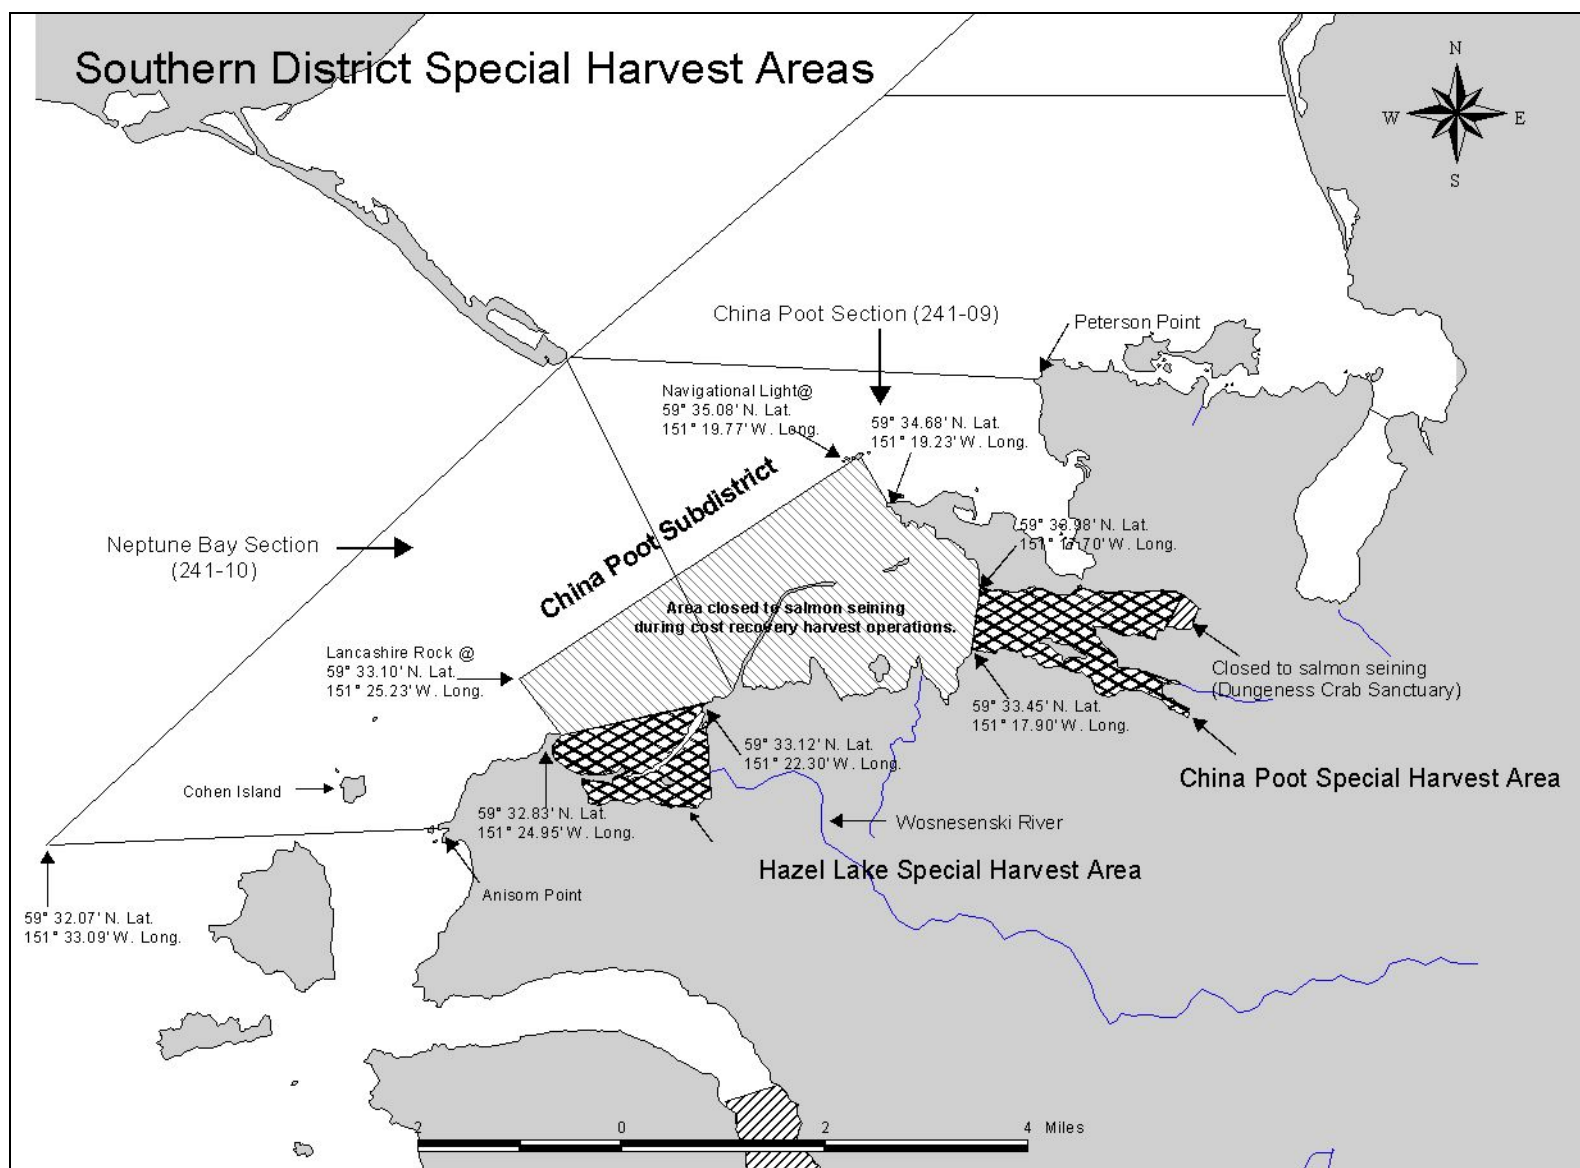 Southern District Special Harvest Areas
N
W
E
S
China Poot Section (241-09)
Peterson Point
Navigational Light@
59° 35.08' N. Lat.
151° 19.77' W. Long.
59° 34.68' N. Lat.
151° 19.23' W. Long.
China Poot Subdistrict
59° 33.98' N. Lat.
151° 17.70' W. Long.
Neptune Bay Section
(241-10)
Area closed to salmon seining
during cost recovery harvest operations.
Lancashire Rock @
59° 33.10' N. Lat.
151° 25.23' W. Long.
Closed to salmon seining
(Dungeness Crab Sanctuary)
59° 33.45' N. Lat.
151° 17.90' W. Long.
59° 33.12' N. Lat.
151° 22.30' W. Long.
China Poot Special Harvest Area
Cohen Island
59° 32.83' N. Lat.
151° 24.95' W. Long.
Wosnesenski River
Hazel Lake Special Harvest Area
Anisom Point
59° 32.07' N. Lat.
151° 33.09' W. Long.
2 0 2 4 Miles